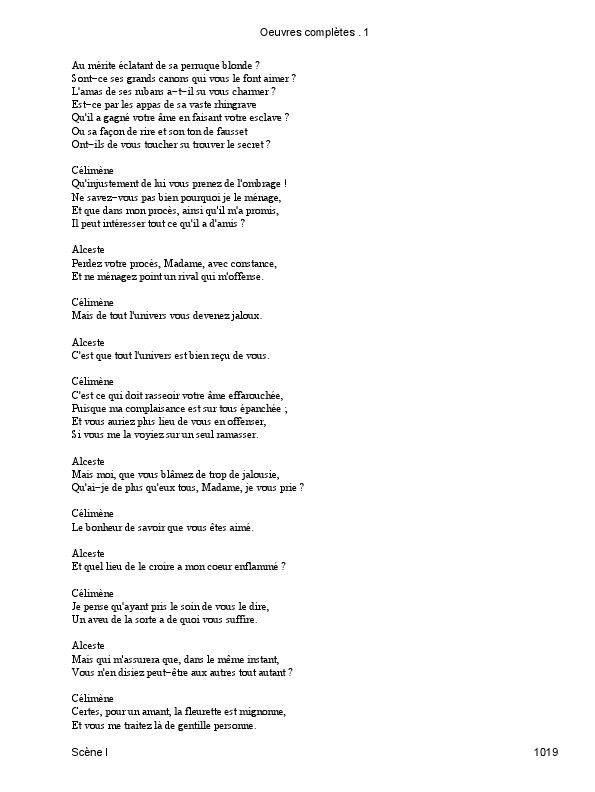 Oeuvres complètes . 1
Au mérite éclatant de sa perruque blonde ?
Sont−ce ses grands canons qui vous le font aimer ?
L'amas de ses rubans a−t−il su vous charmer ?
Est−ce par les appas de sa vaste rhingrave
Qu'il a gagné votre âme en faisant votre esclave ?
Ou sa façon de rire et son ton de fausset
Ont−ils de vous toucher su trouver le secret ?
Célimène
Qu'injustement de lui vous prenez de l'ombrage !
Ne savez−vous pas bien pourquoi je le ménage,
Et que dans mon procès, ainsi qu'il m'a promis,
Il peut intéresser tout ce qu'il a d'amis ?
Alceste
Perdez votre procès, Madame, avec constance,
Et ne ménagez point un rival qui m'offense.
Célimène
Mais de tout l'univers vous devenez jaloux.
Alceste
C'est que tout l'univers est bien reçu de vous.
Célimène
C'est ce qui doit rasseoir votre âme effarouchée,
Puisque ma complaisance est sur tous épanchée ;
Et vous auriez plus lieu de vous en offenser,
Si vous me la voyiez sur un seul ramasser.
Alceste
Mais moi, que vous blâmez de trop de jalousie,
Qu'ai−je de plus qu'eux tous, Madame, je vous prie ?
Célimène
Le bonheur de savoir que vous êtes aimé.
Alceste
Et quel lieu de le croire a mon coeur enflammé ?
Célimène
Je pense qu'ayant pris le soin de vous le dire,
Un aveu de la sorte a de quoi vous suffire.
Alceste
Mais qui m'assurera que, dans le même instant,
Vous n'en disiez peut−être aux autres tout autant ?
Célimène
Certes, pour un amant, la fleurette est mignonne,
Et vous me traitez là de gentille personne.
Scène I 1019